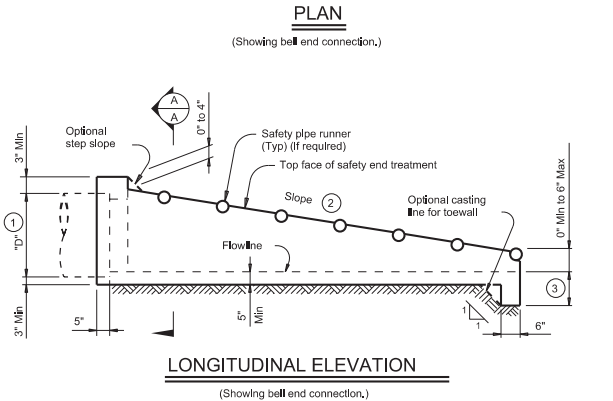 PLAN
(Showing bell end connection.)
A
A
0" to 4"
Optional
step slope
Safety pipe runner
(Typ) (If required)
Top face of safety end treatment
3" Min
Slope
2
Optional casting
line for toewall
0" Min to 6" Max
1
"D"
Flowline
3" Min
5"
5"
Min
1
1
3
6"
LONGITUDINAL ELEVATION
(Showing bell end connection.)